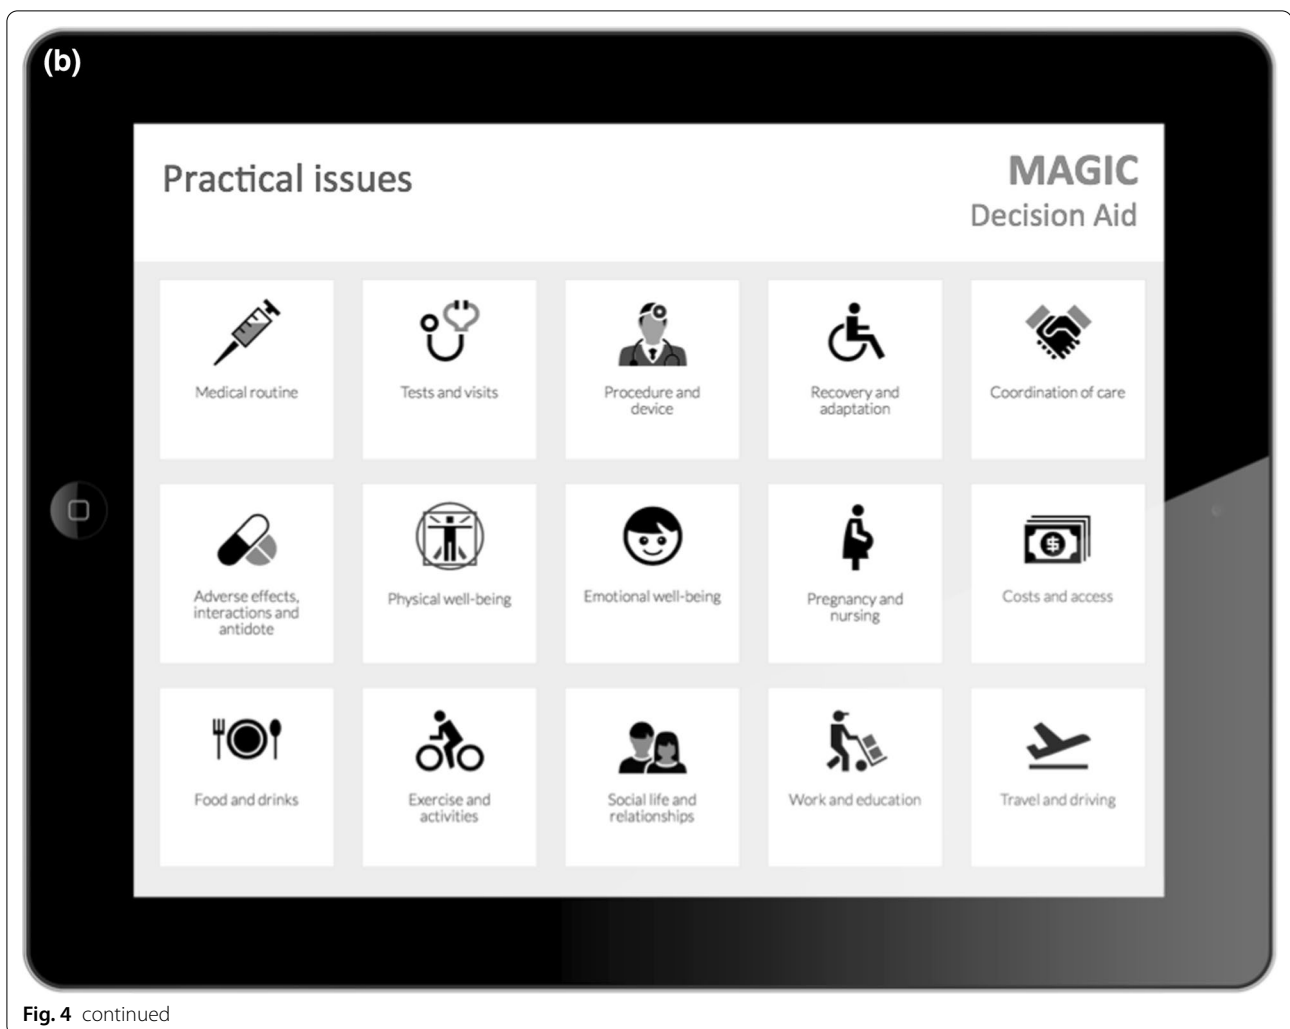 (b)
Practical issues
MAGIC
Decision Aid
Medical routine
Tests and visits
Procedure and
device
Recovery and
adaptation
Coordination of care
Adverse effects,
interactions and
antidote
Physical well-being
Emotional well-being
Pregnancy and
nursing
Costs and access
Food and drinks
Exercise and
activities
Social life and
relationships
Work and education
Travel and driving
Fig. 4 continued